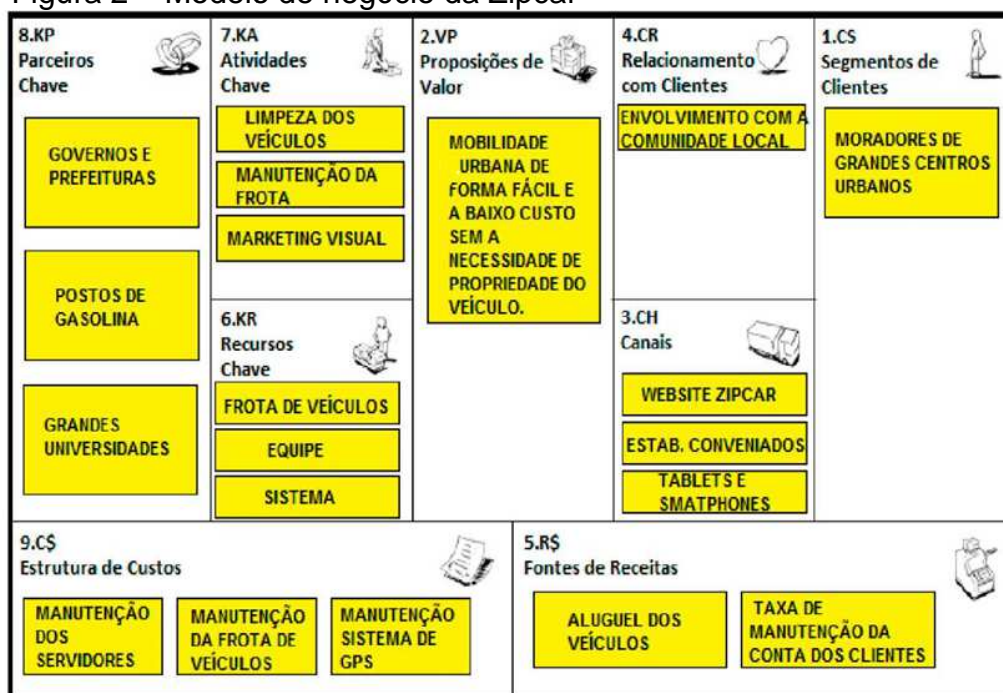 Figura 2 – Modelo de negócio da Zipcar
8.KP
Parceiros
Chave
GOVERNOS E
PREFEITURAS
POSTOS DE
GASOLINA
GRANDES
UNIVERSIDADES
7.KA
Atividades
Chave
LIMPEZA DOS
VEÍCULOS
MANUTENÇÃO DA
FROTA
MARKETING VISUAL
6.KR
Recursos
Chave
FROTA DE VEÍCULOS
EQUIPE
SISTEMA
2.VP
Proposições de
Valor
MOBILIDADE
URBANA DE
FORMA FÁCIL E
A BAIXO CUSTO
SEM A
NECESSIDADE DE
PROPRIEDADE DO
VEÍCULO.
4.CR
Relacionamento
com Clientes
ENVOLVIMENTO COM A
COMUNIDADE LOCAL
3.CH
Canais
WEBSITE ZIPCAR
ESTAB. CONVENIADOS
TABLETS E
SMATPHONES
1.CS
Segmentos de
Clientes
MORADORES DE
GRANDES CENTROS
URBANOS
9.C$
Estrutura de Custos
MANUTENÇÃO
DOS
SERVIDORES
MANUTENÇÃO
DA FROTA DE
VEÍCULOS
MANUTENÇÃO
SISTEMA DE
GPS
5.R$
Fontes de Receitas
ALUGUEL DOS
VEÍCULOS
TAXA DE
MANUTENÇÃO DA
CONTA DOS CLIENTES